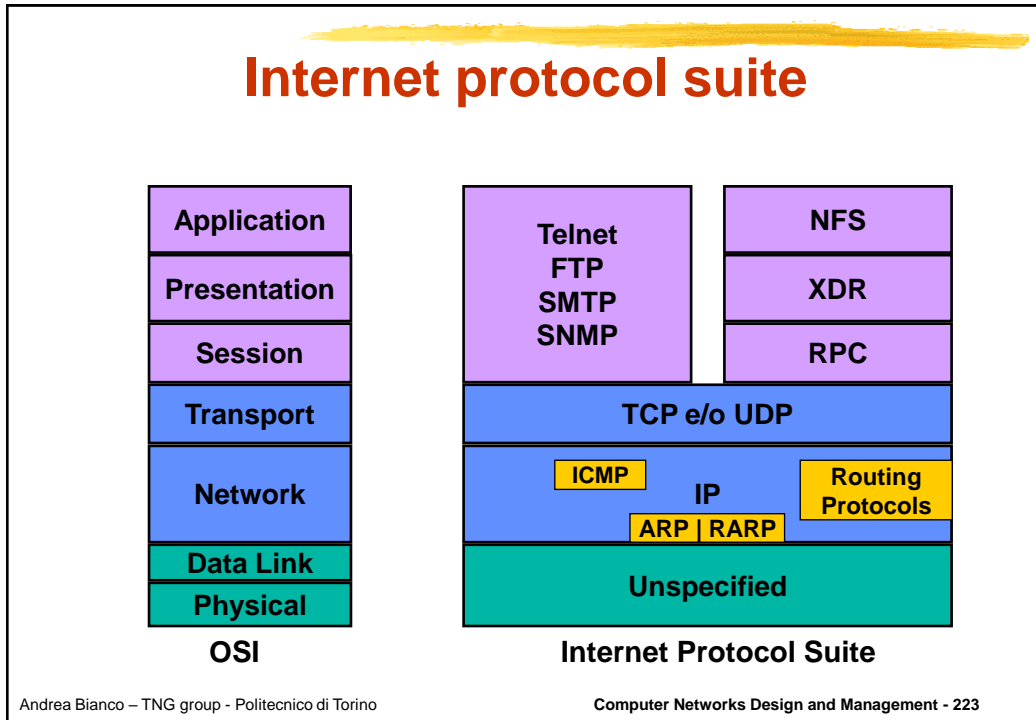 Internet protocol suite
Application
Presentation
Session
Transport
Network
Data Link
Physical
OSI
Telnet
FTP
SMTP
SNMP
NFS
XDR
RPC
TCP e/o UDP
ICMP
IP
Routing
Protocols
ARP | RARP
Unspecified
Internet Protocol Suite
Andrea Bianco – TNG group - Politecnico di Torino
Computer Networks Design and Management - 223